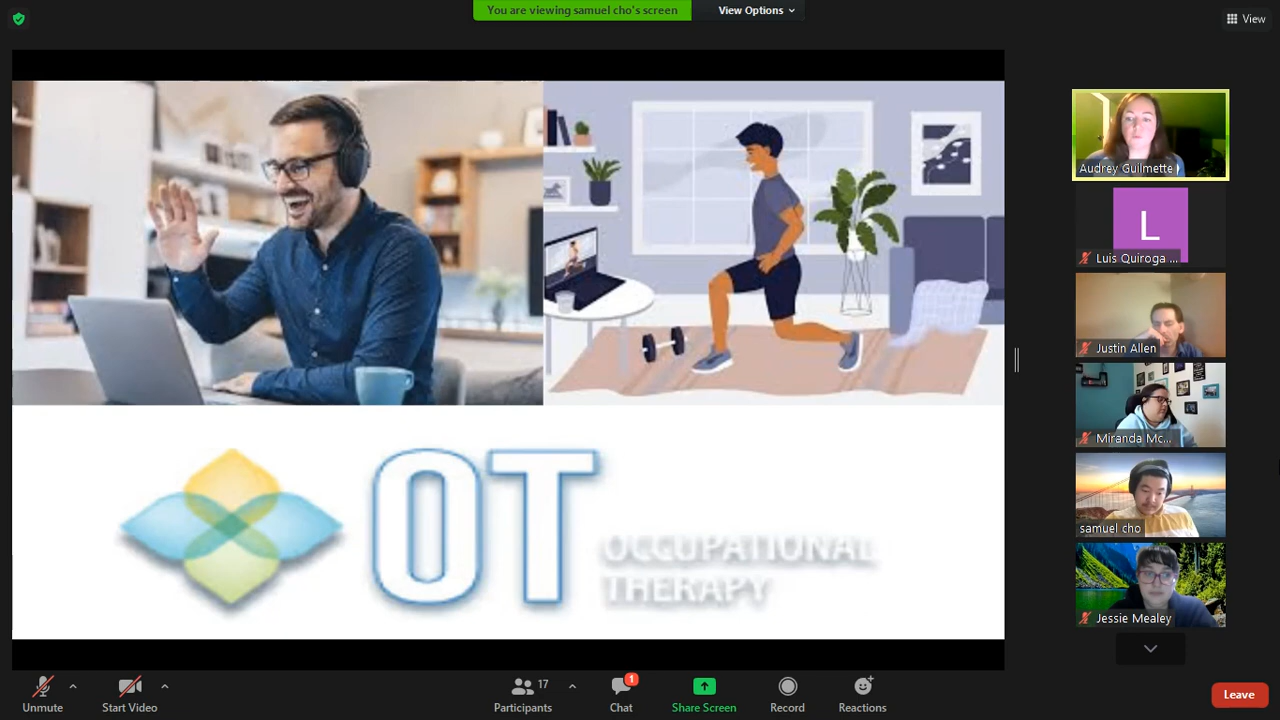 You are viewing samuel cho's screen
View Options
View
Audrey Guilmette
L
Luis Quiroga ...
Justin Allen
Miranda Mc...
samuel cho
Jessie Mealey
OT
OCCUPATIONAL
THERAPY
Unmute
Start Video
Participants
17
Chat
1
Share Screen
Record
Reactions
Leave